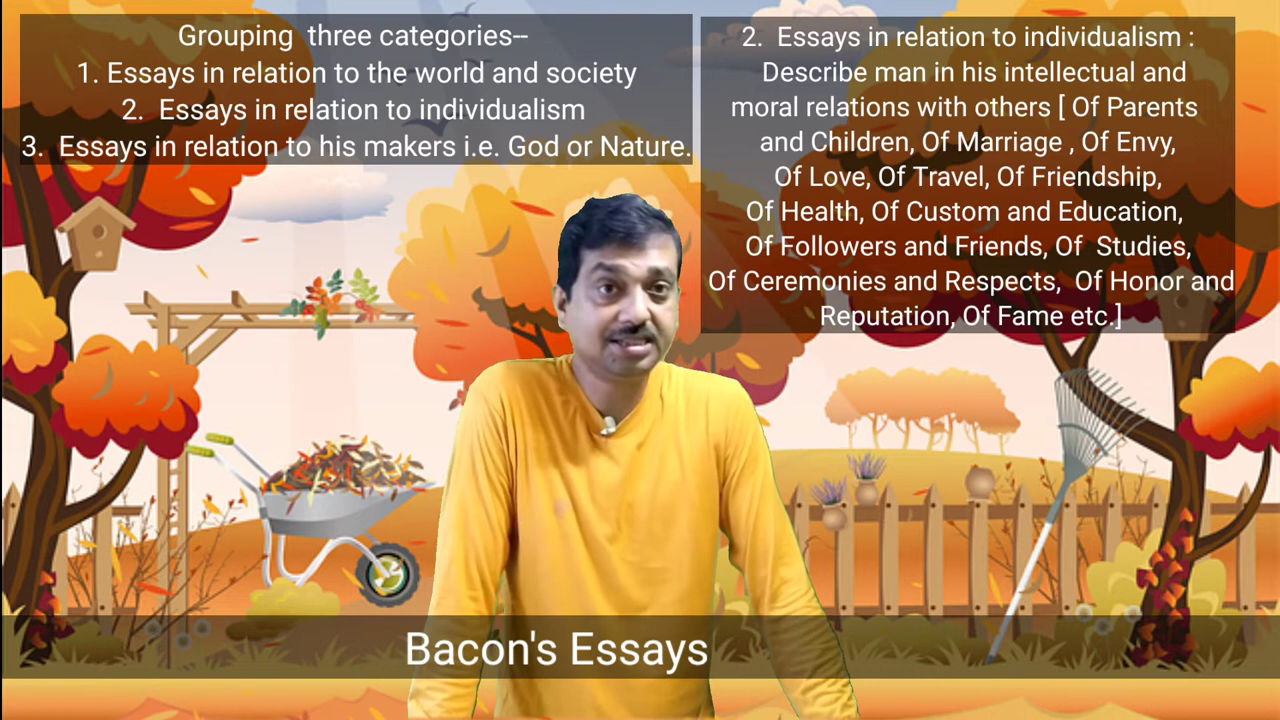 Grouping three categories--
1. Essays in relation to the world and society
2. Essays in relation to individualism
3. Essays in relation to his makers i.e. God or Nature.
2. Essays in relation to individualism :
Describe man in his intellectual and
moral relations with others [ Of Parents
and Children, Of Marriage , Of Envy,
Of Love, Of Travel, Of Friendship,
Of Health, Of Custom and Education,
Of Followers and Friends, Of Studies,
Of Ceremonies and Respects, Of Honor and
Reputation, Of Fame etc.]
Bacon's Essays